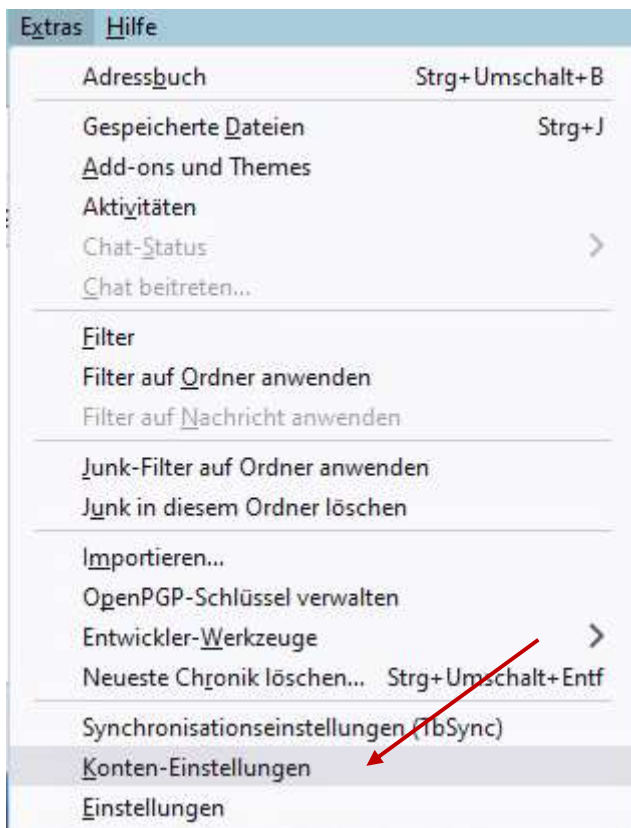 Extras Hilfe
Adressbuch Strg+Umschalt+B
Gespeicherte Dateien Strg+J
Add-ons und Themes
Aktivitäten
Chat-Status
Chat beitreten...
Filter
Filter auf Ordner anwenden
Filter auf Nachricht anwenden
Junk-Filter auf Ordner anwenden
Junk in diesem Ordner löschen
Importieren...
OpenPGP-Schlüssel verwalten
Entwickler-Werkzeuge
Neueste Chronik löschen... Strg+Umschalt+Entf
Synchronisationseinstellungen (TbSync)
Konten-Einstellungen
Einstellungen